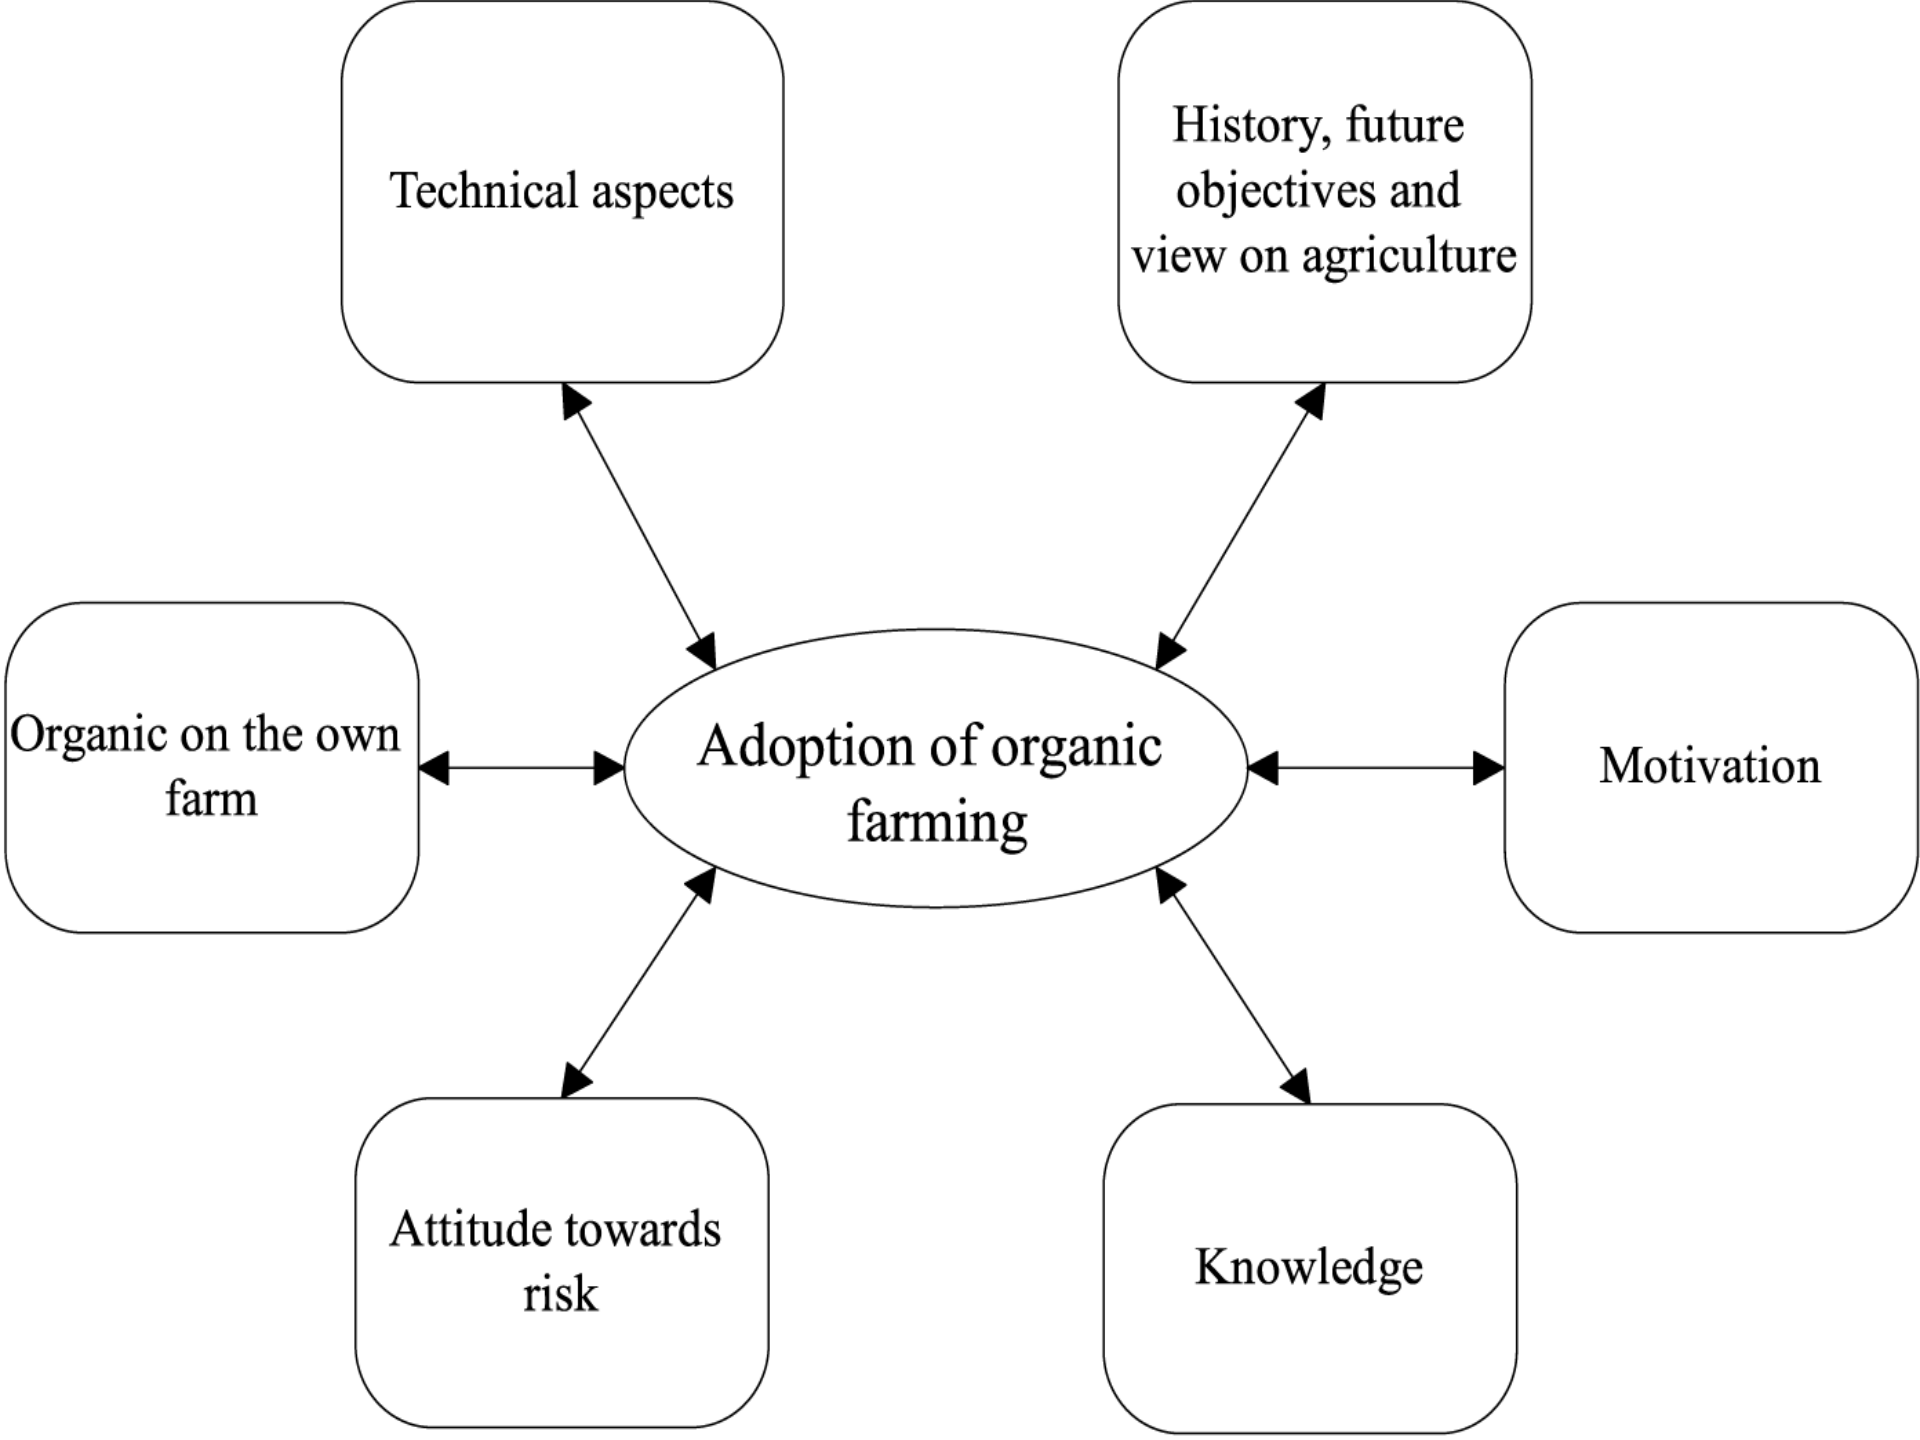 Technical aspects
History, future
objectives and
view on agriculture
Organic on the own
farm
Adoption of organic
farming
Motivation
Attitude towards
risk
Knowledge